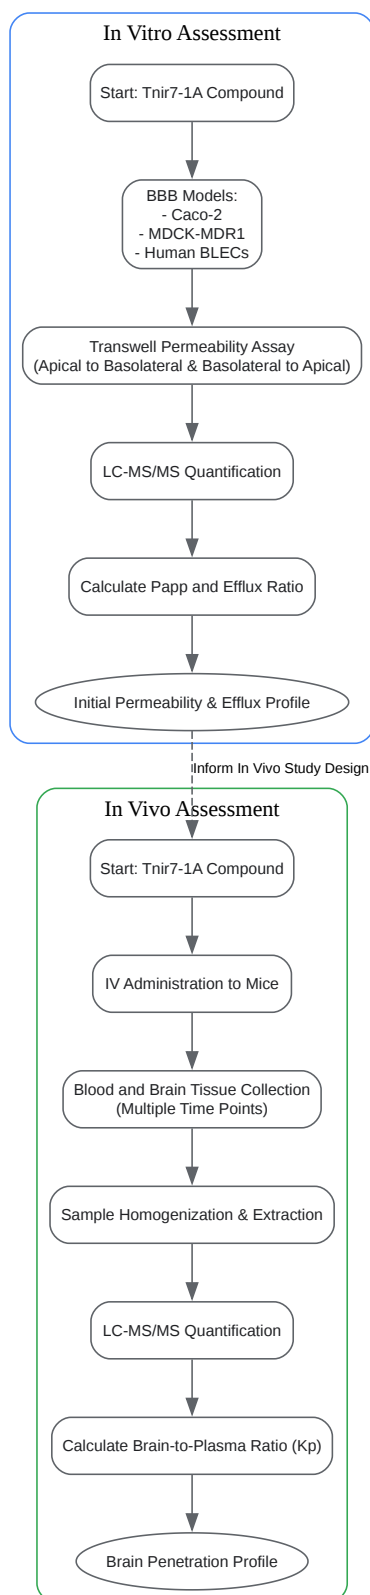 In Vitro Assessment
Start: Tnir7-1A Compound
BBB Models:
- Caco-2
- MDCK-MDR1
- Human BLECs
Transwell Permeability Assay
(Apical to Basolateral & Basolateral to Apical)
LC-MS/MS Quantification
Calculate Papp and Efflux Ratio
Initial Permeability & Efflux Profile
Inform In Vivo Study Design
In Vivo Assessment
Start: Tnir7-1A Compound
IV Administration to Mice
Blood and Brain Tissue Collection
(Multiple Time Points)
Sample Homogenization & Extraction
LC-MS/MS Quantification
Calculate Brain-to-Plasma Ratio (Kp)
Brain Penetration Profile